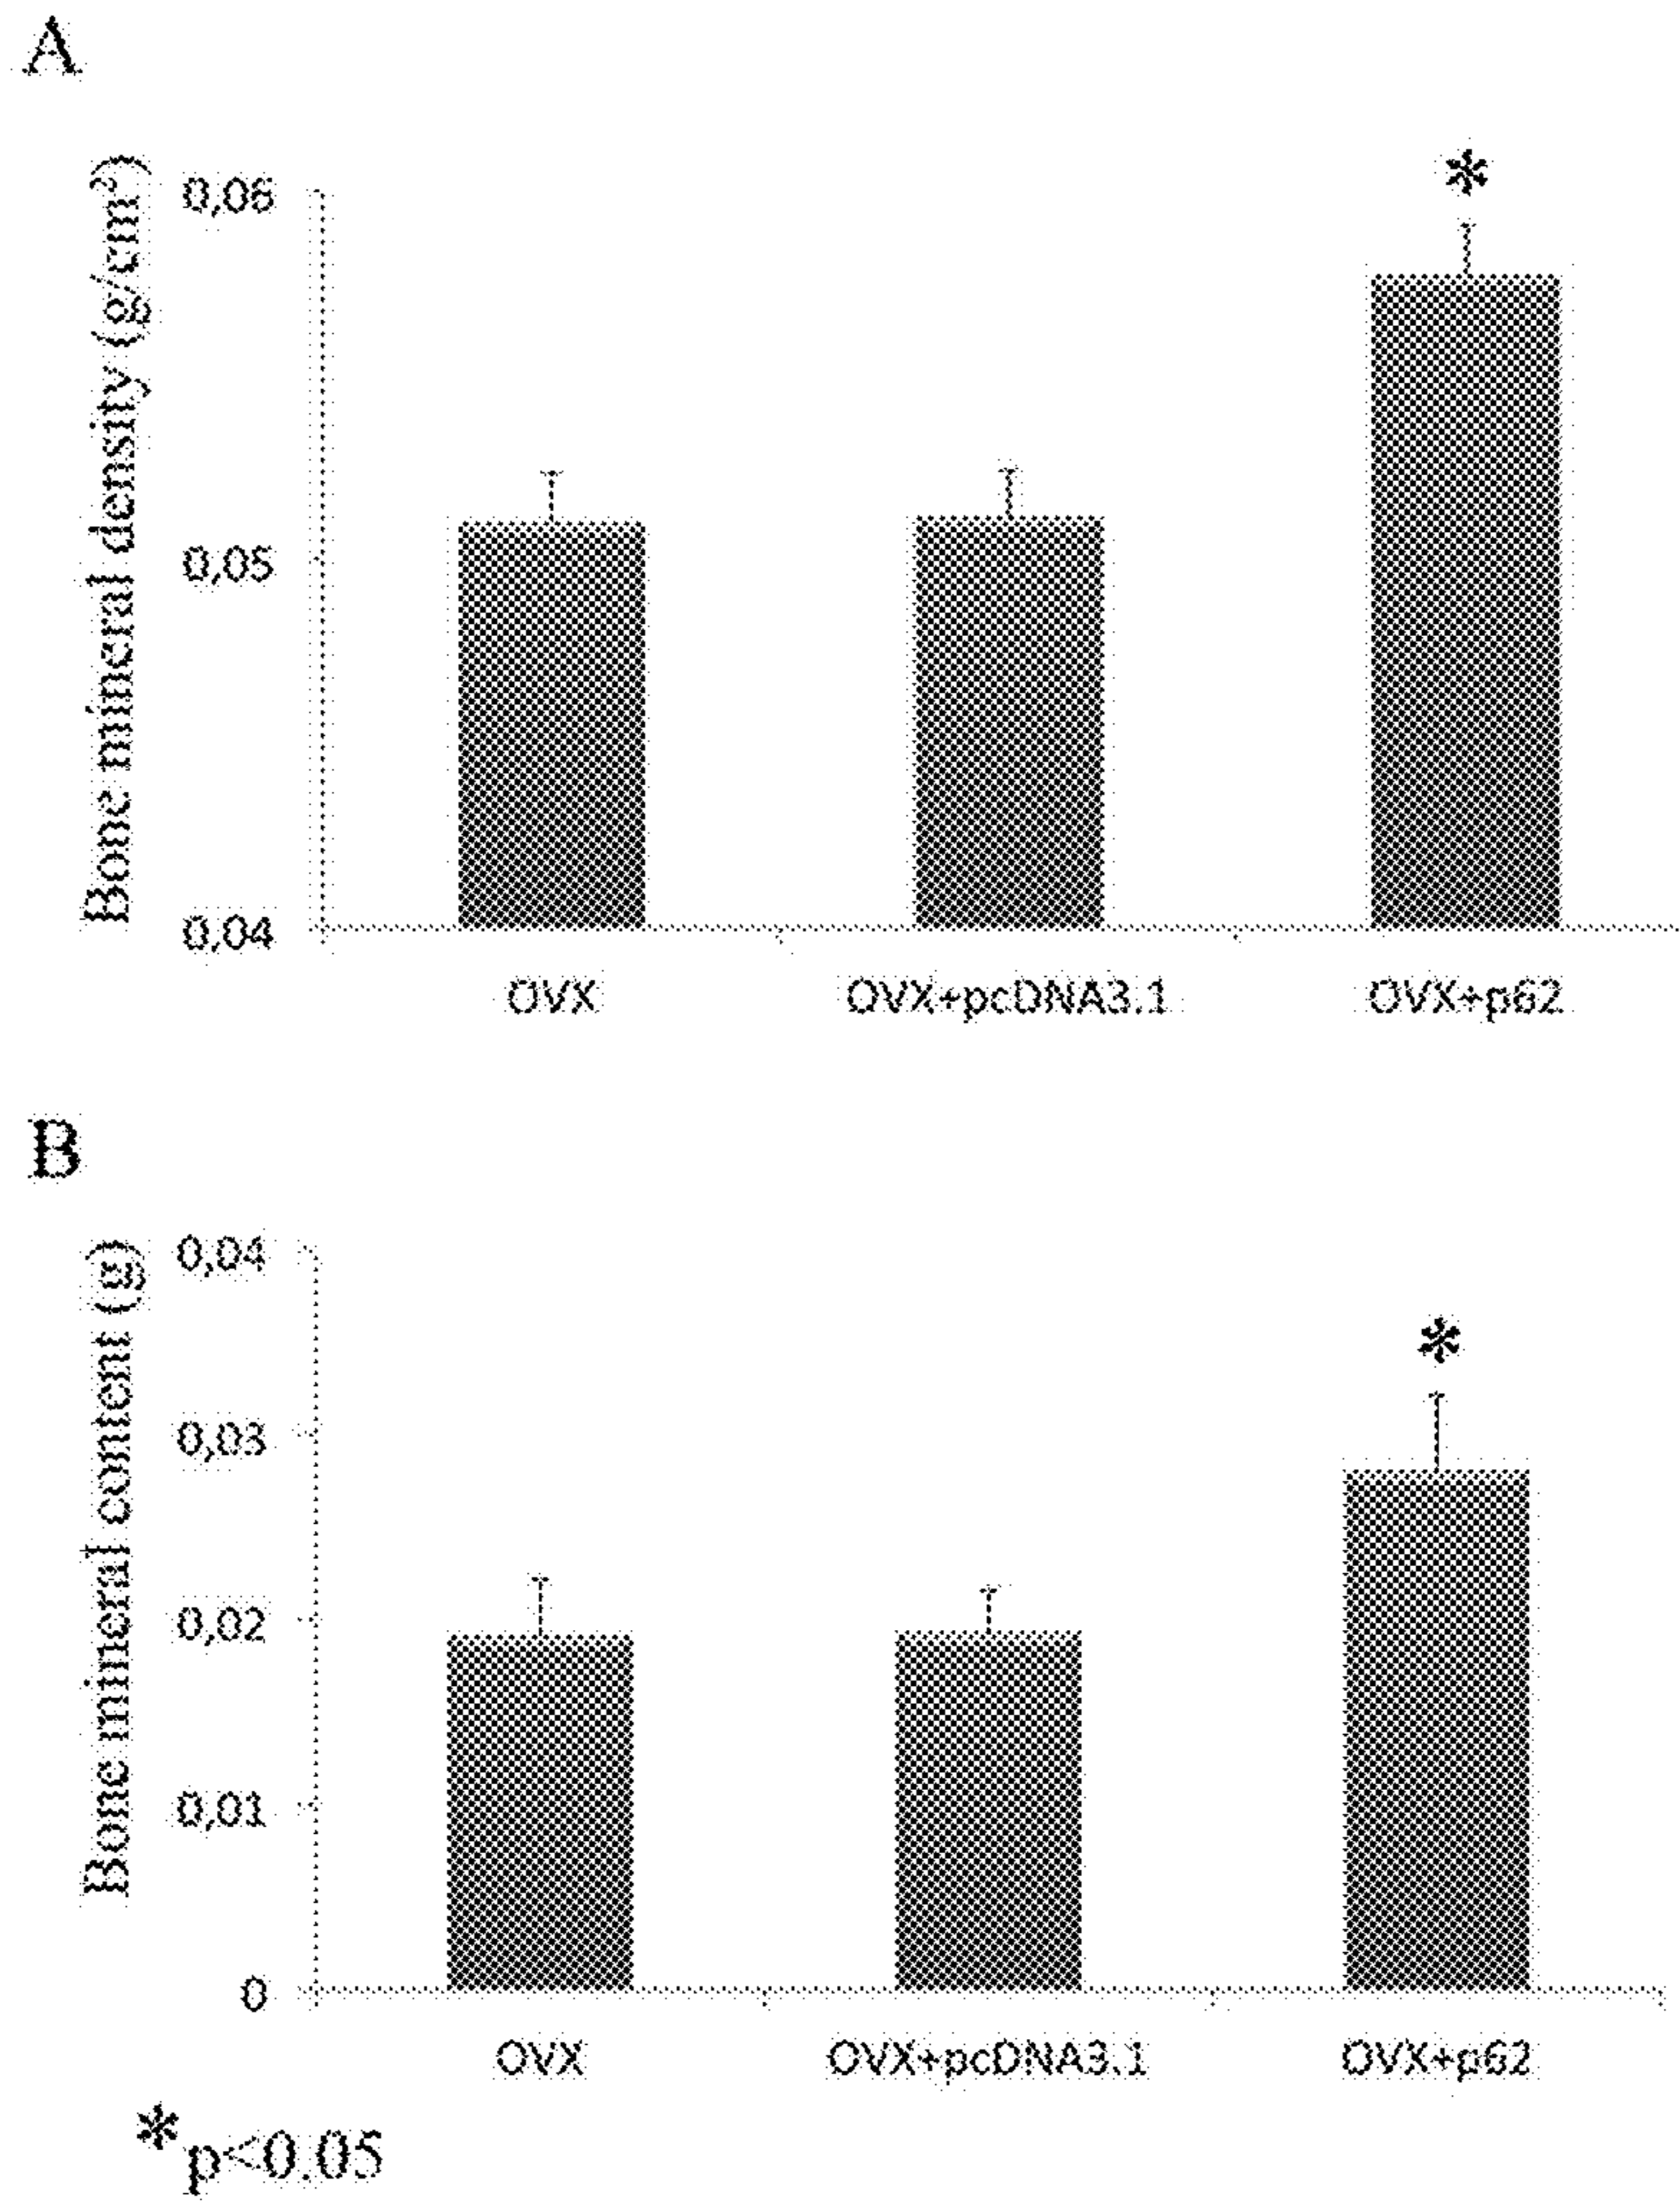 A
*
Bone mineral density (g/cm²)
0,06
0,05
0,04
OVX
OVX+pcDNA3.1
OVX+p62
B
*
Bone mineral content (g)
0,04
0,03
0,02
0,01
0
OVX
OVX+pcDNA3.1
OVX+p62
*p<0.05